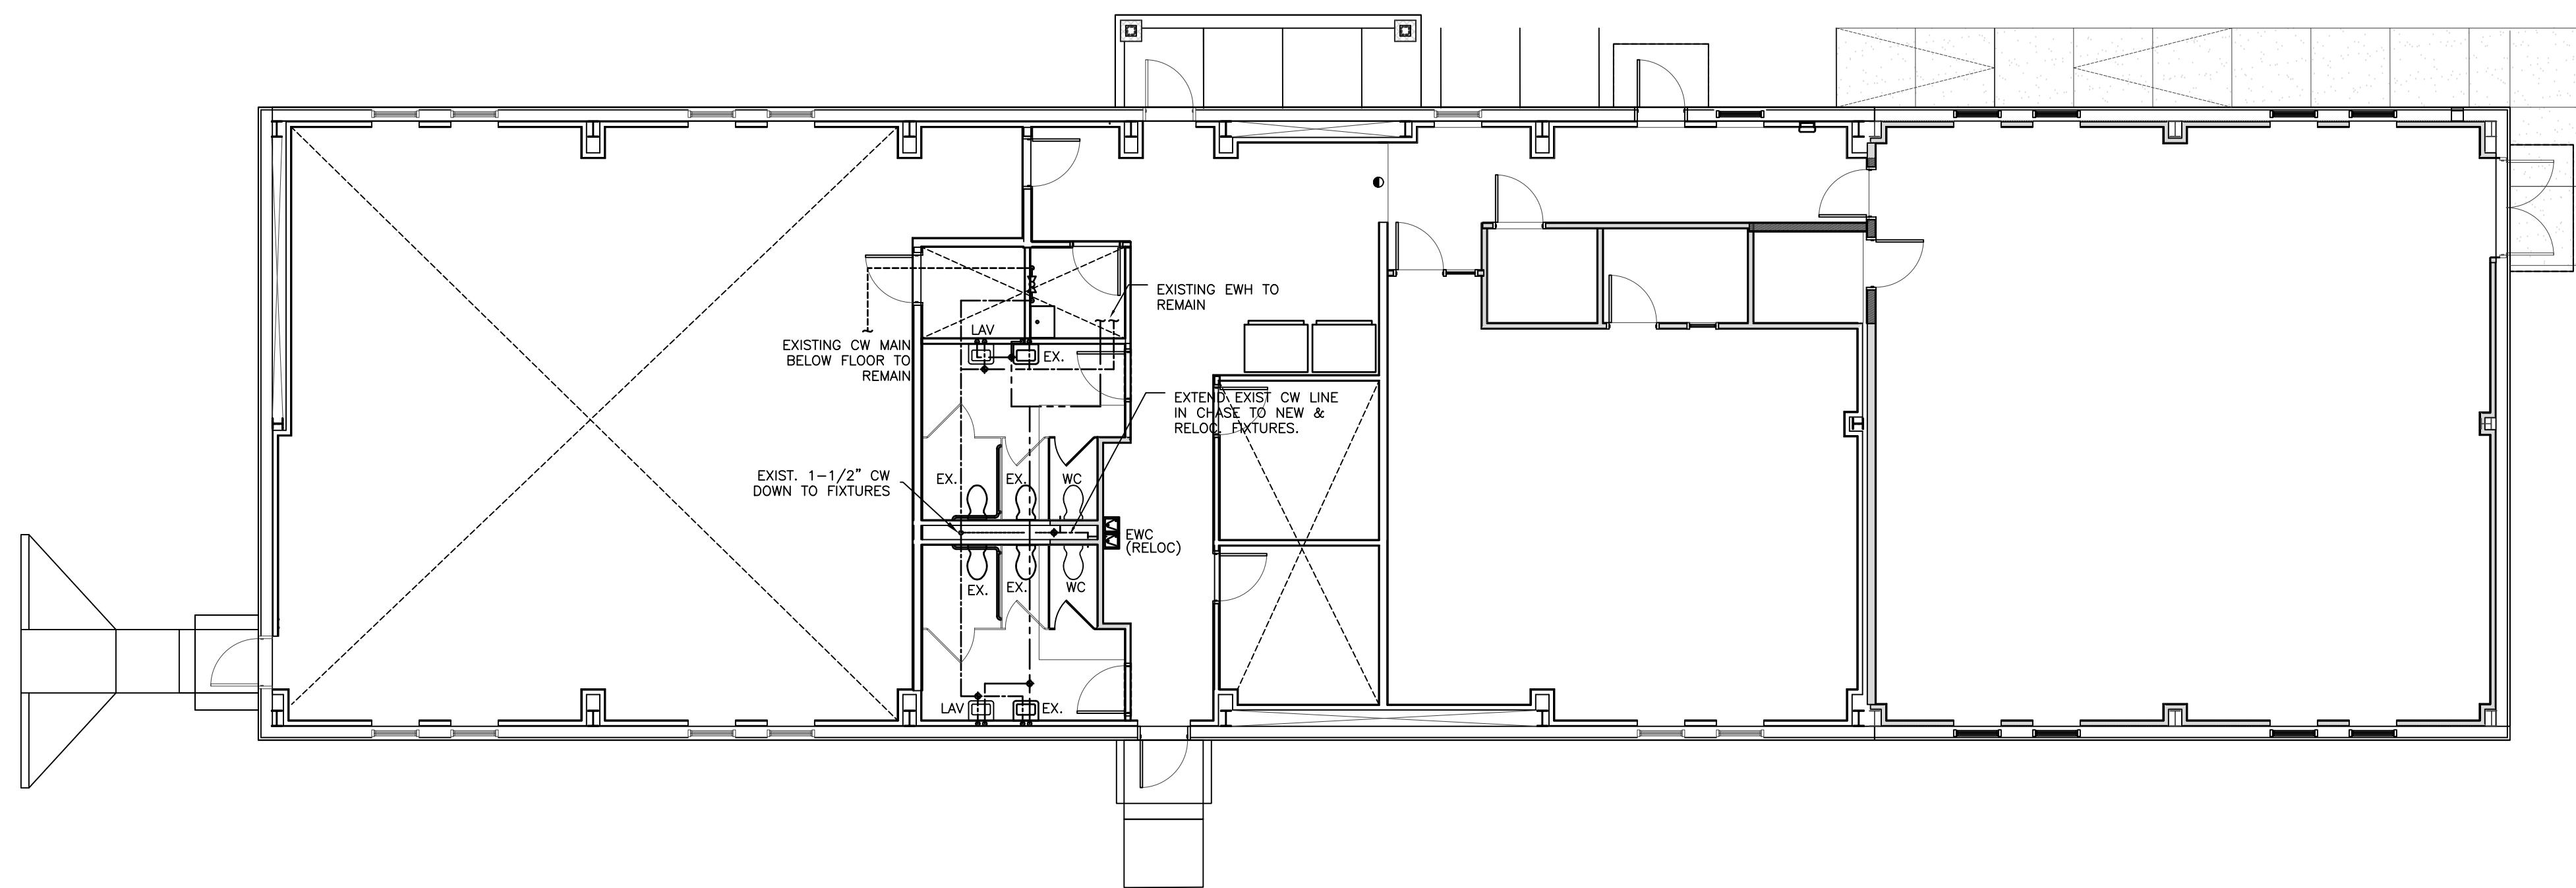 EXISTING EWH TO
REMAIN
LAV
EX.
EXISTING CW MAIN
BELOW FLOOR TO
REMAIN
EXTEND EXIST CW LINE
IN CHASE TO NEW &
RELOC. FIXTURES.
EXIST. 1-1/2" CW
DOWN TO FIXTURES
EX.
EX.
WC
EWC
(RELOC)
EX.
EX.
WC
LAV
EX.